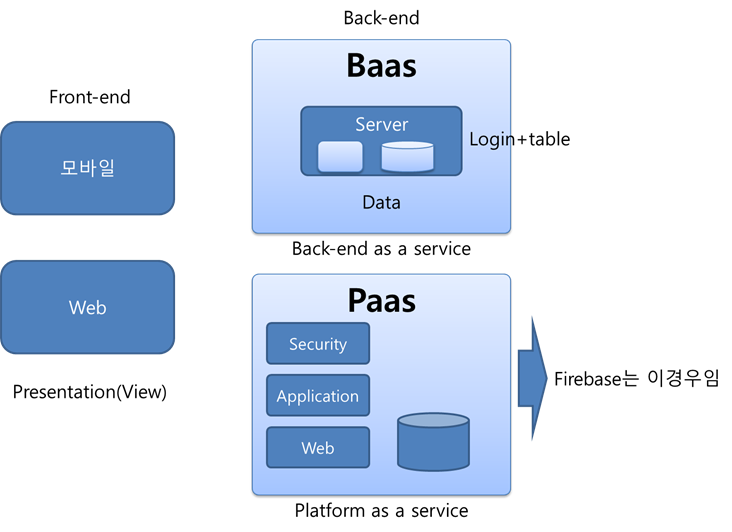 Back-end
Front-end
모바일
Web
Presentation(View)
Baas
Server
Login+table
Data
Back-end as a service
Paas
Security
Application
Web
Platform as a service
Firebase는 이경우임